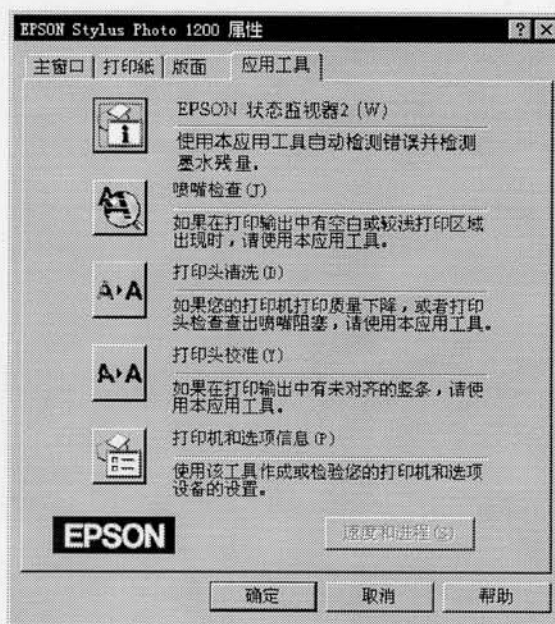 EPSON Stylus Photo 1200 属性
主窗口 打印纸 版面 应用工具
EPSON 状态监视器2 (W)
使用本应用工具自动检测错误并检测
墨水残量.
喷嘴检查(J)
如果在打印输出中有空白或较浅打印区域
出现时,请使用本应用工具。
打印头清洗(D)
如果您的打印机打印质量下降,或者打印
头检查查出喷嘴阻塞,请使用本应用工具。
打印头校准(Y)
如果在打印输出中有未对齐的竖条,请使
用本应用工具。
打印机和选项信息(P)
使用该工具作成或检验您的打印机和选项
设备的设置。
EPSON
速度和进程(S)
确定 取消 帮助